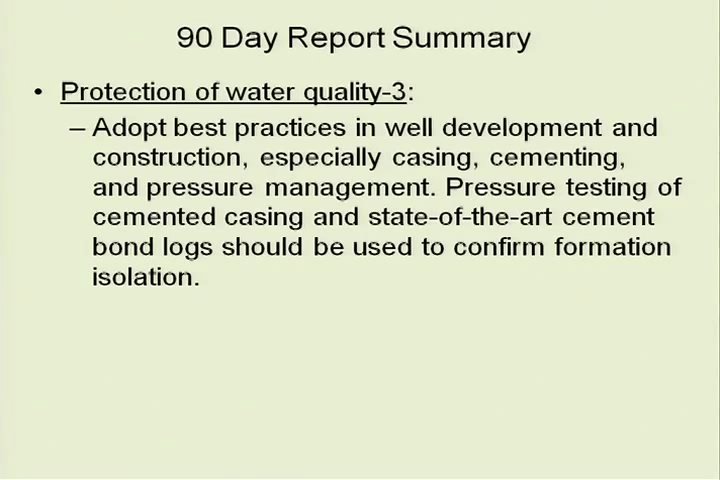 90 Day Report Summary
• Protection of water quality-3:
– Adopt best practices in well development and
construction, especially casing, cementing,
and pressure management. Pressure testing of
cemented casing and state-of-the-art cement
bond logs should be used to confirm formation
isolation.